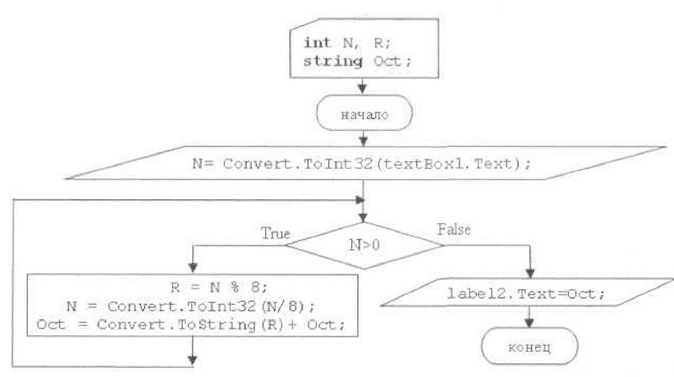 int N, R;
string Oct;
начало
N= Convert.ToInt32(textBox1.Text);
True
False
N>0
R = N % 8;
N = Convert.ToInt32(N/8);
Oct = Convert.ToString(R)+ Oct;
label2.Text=Oct;
конец